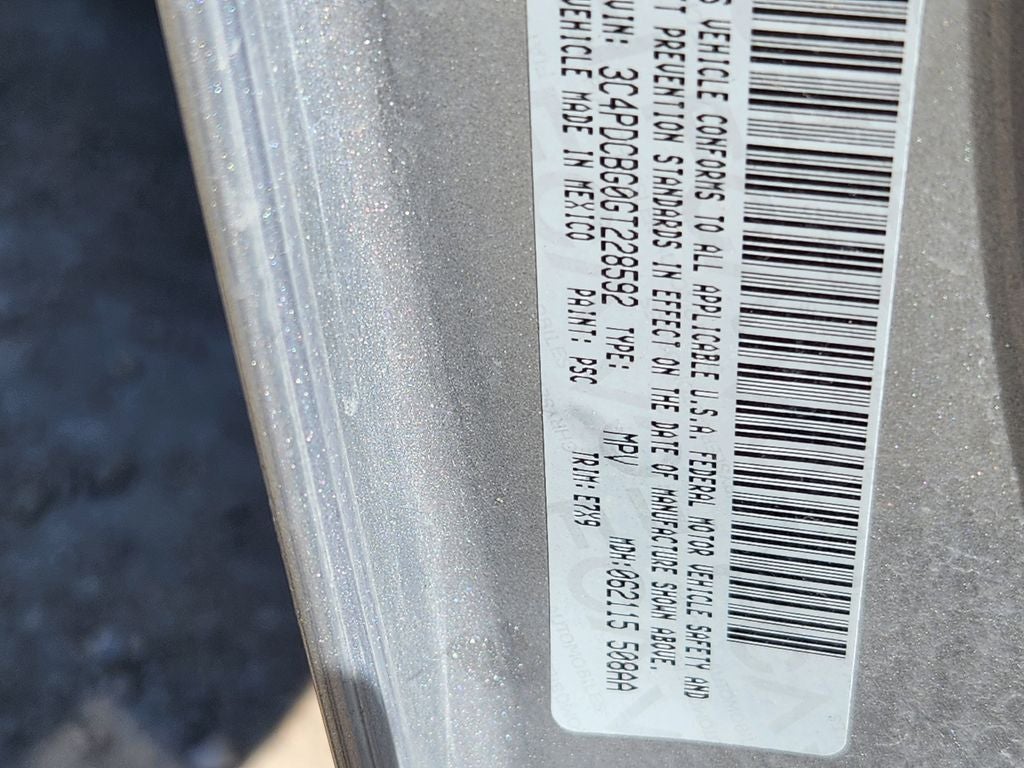 S VEHICLE CONFORMS TO ALL APPLICABLE U.S.A. FEDERAL MOTOR VEHICLE SAFETY AND
FT PREVENTION STANDARDS IN EFFECT ON THE DATE OF MANUFACTURE SHOWN ABOVE.
VIN: 3C4PDCBG0GT228592 TYPE: MPV MDH:062115 508AA
VEHICLE MADE IN MEXICO PAINT: PSC TRIM: E7X9